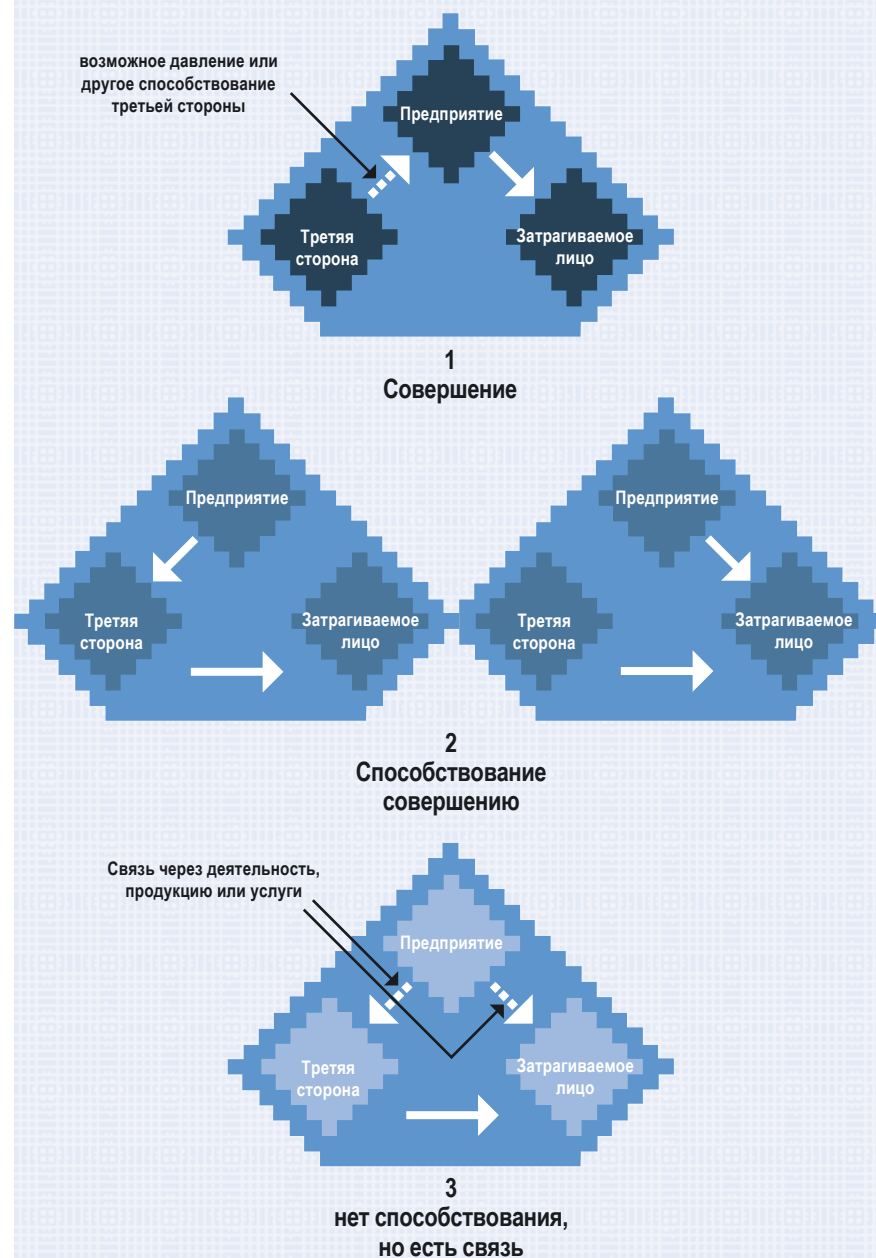 возможное давление или
другое способствование
третьей стороны
Предприятие
Третяя
сторона
Затрагиваемое
лицо
1
Совершение
Предприятие
Третяя
сторона
Затрагиваемое
лицо
Предприятие
Третяя
сторона
Затрагиваемое
лицо
2
Способствование
совершению
Связь через деятельность,
продукцию или услуги
Предприятие
Третяя
сторона
Затрагиваемое
лицо
3
нет способствования,
но есть связь